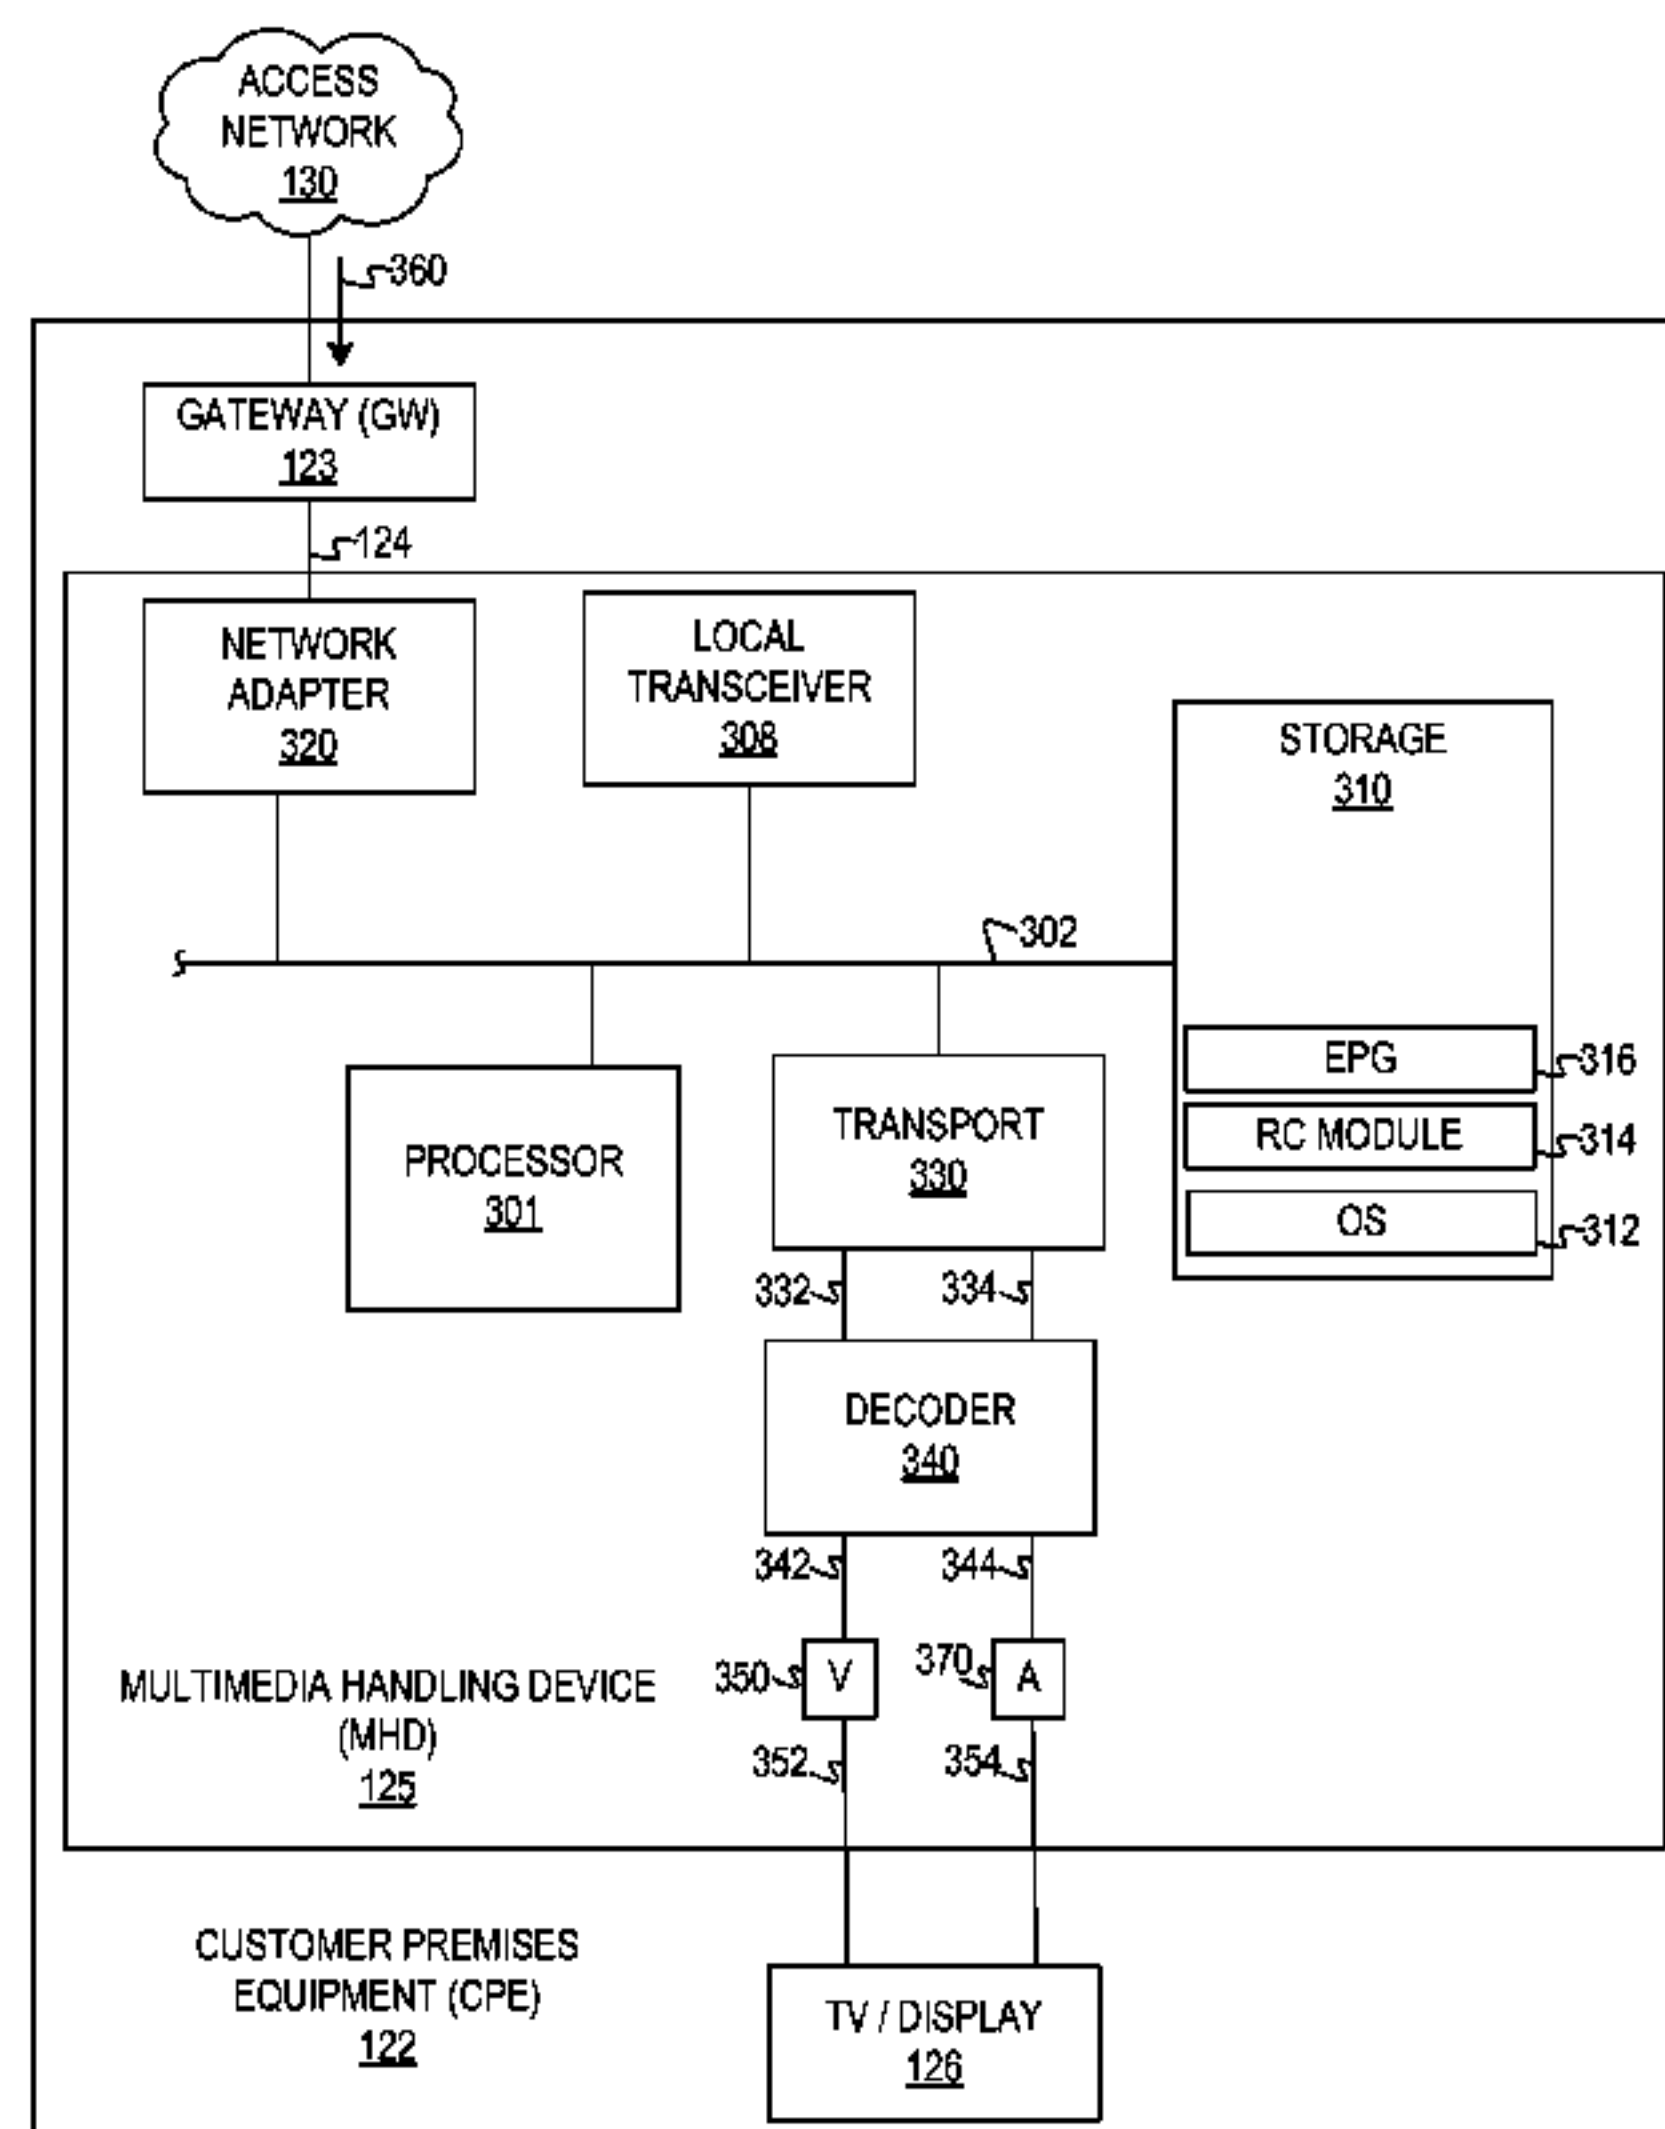 ACCESS
NETWORK
130
360
GATEWAY (GW)
123
124
NETWORK
ADAPTER
320
LOCAL
TRANSCEIVER
308
STORAGE
310
302
EPG
316
RC MODULE
314
OS
312
PROCESSOR
301
TRANSPORT
330
332
334
DECODER
340
342
344
350
V
370
A
352
354
MULTIMEDIA HANDLING DEVICE
(MHD)
125
CUSTOMER PREMISES
EQUIPMENT (CPE)
122
TV / DISPLAY
126